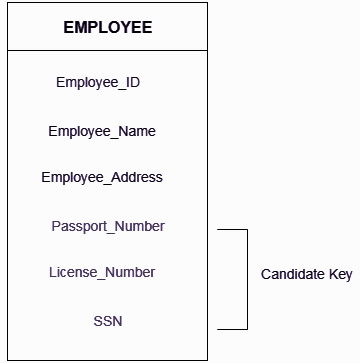 EMPLOYEE
Employee_ID
Employee_Name
Employee_Address
Passport_Number
License_Number
SSN
Candidate Key